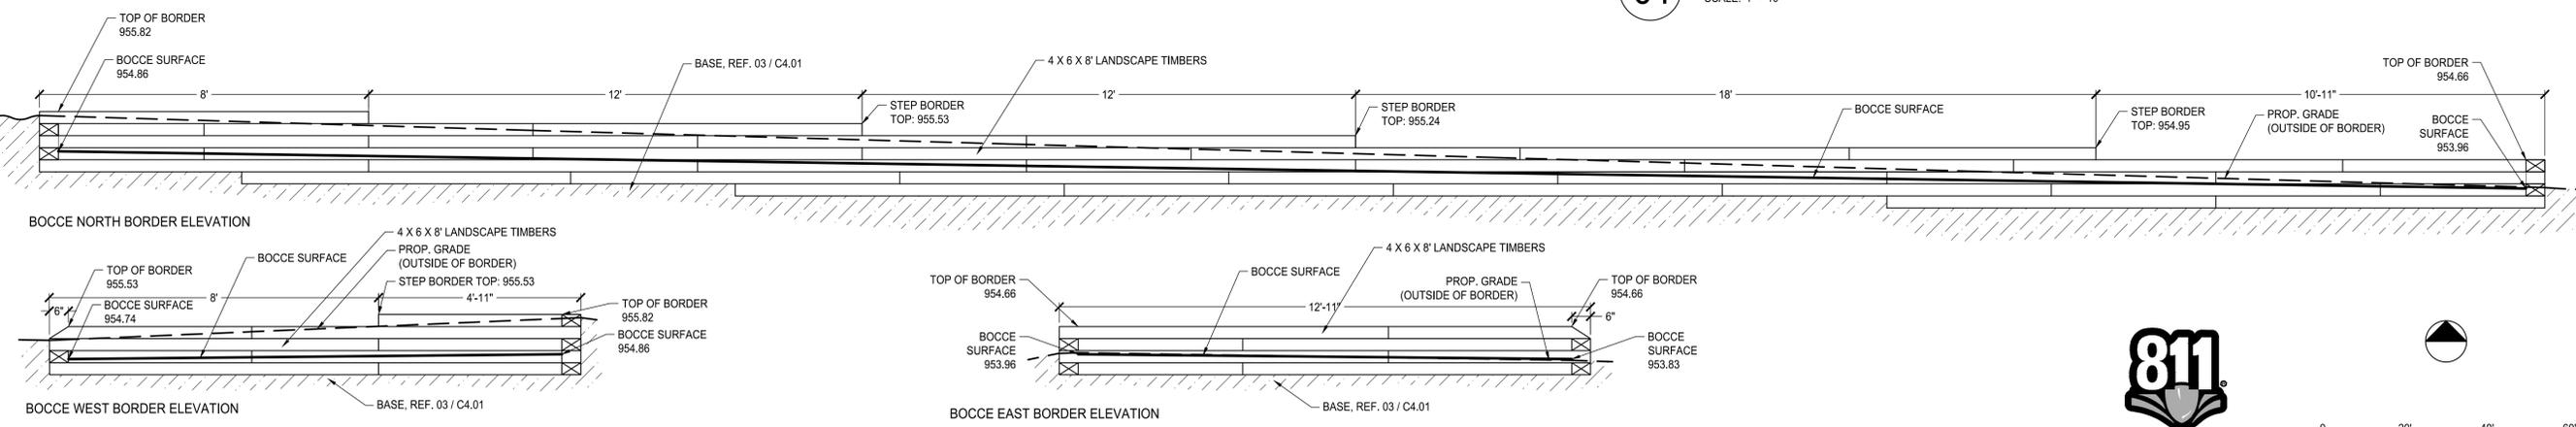 TOP OF BORDER
955.82
BOCCE SURFACE
954.86
BASE, REF. 03 / C4.01
4 X 6 X 8' LANDSCAPE TIMBERS
TOP OF BORDER
954.66
8'
12'
12'
18'
10'-11"
STEP BORDER
TOP: 955.53
STEP BORDER
TOP: 955.24
BOCCE SURFACE
STEP BORDER
TOP: 954.95
PROP. GRADE
(OUTSIDE OF BORDER)
BOCCE
SURFACE
953.96
BOCCE NORTH BORDER ELEVATION
4 X 6 X 8' LANDSCAPE TIMBERS
PROP. GRADE
(OUTSIDE OF BORDER)
BOCCE SURFACE
TOP OF BORDER
955.53
STEP BORDER TOP: 955.53
8'
4'-11"
6"
BOCCE SURFACE
954.74
TOP OF BORDER
955.82
BOCCE SURFACE
954.86
BASE, REF. 03 / C4.01
BOCCE WEST BORDER ELEVATION
4 X 6 X 8' LANDSCAPE TIMBERS
TOP OF BORDER
954.66
BOCCE SURFACE
PROP. GRADE
(OUTSIDE OF BORDER)
TOP OF BORDER
954.66
12'-11"
6"
BOCCE
SURFACE
953.96
BOCCE
SURFACE
953.83
BASE, REF. 03 / C4.01
BOCCE EAST BORDER ELEVATION
811